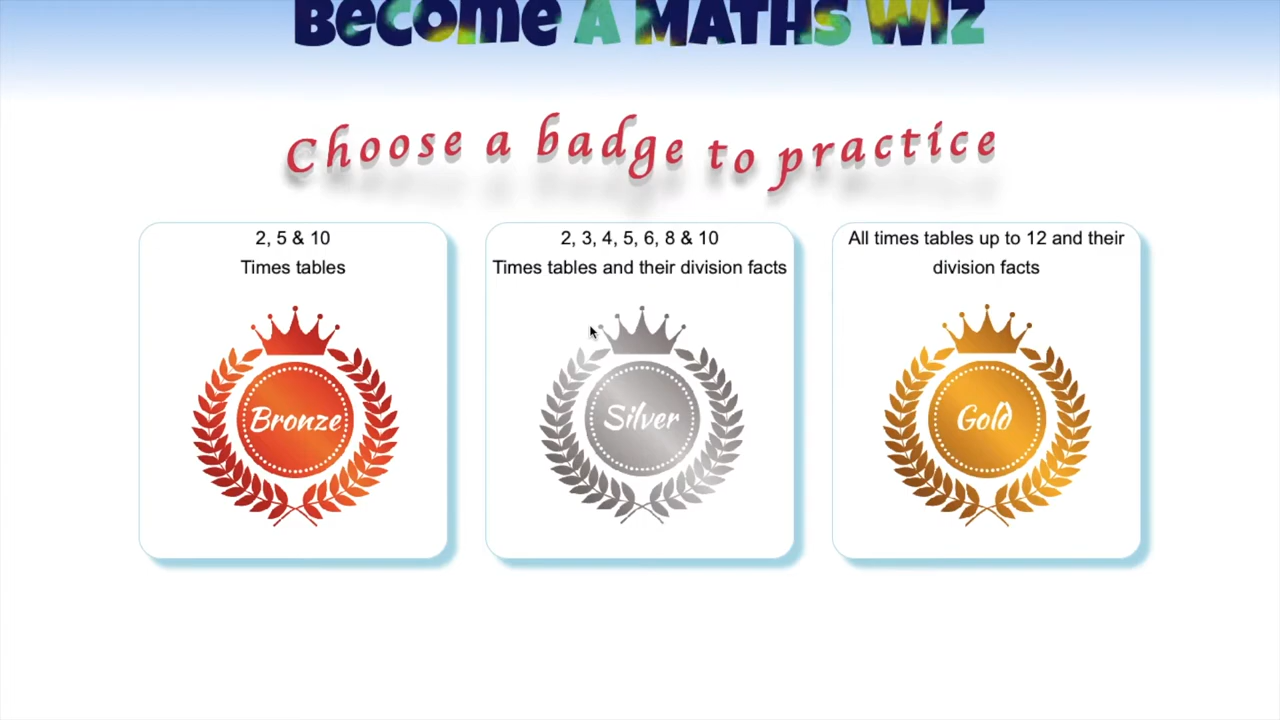 Become A Maths Wiz
Choose a badge to practice
2, 5 & 10
Times tables
Bronze
2, 3, 4, 5, 6, 8 & 10
Times tables and their division facts
Silver
All times tables up to 12 and their
division facts
Gold